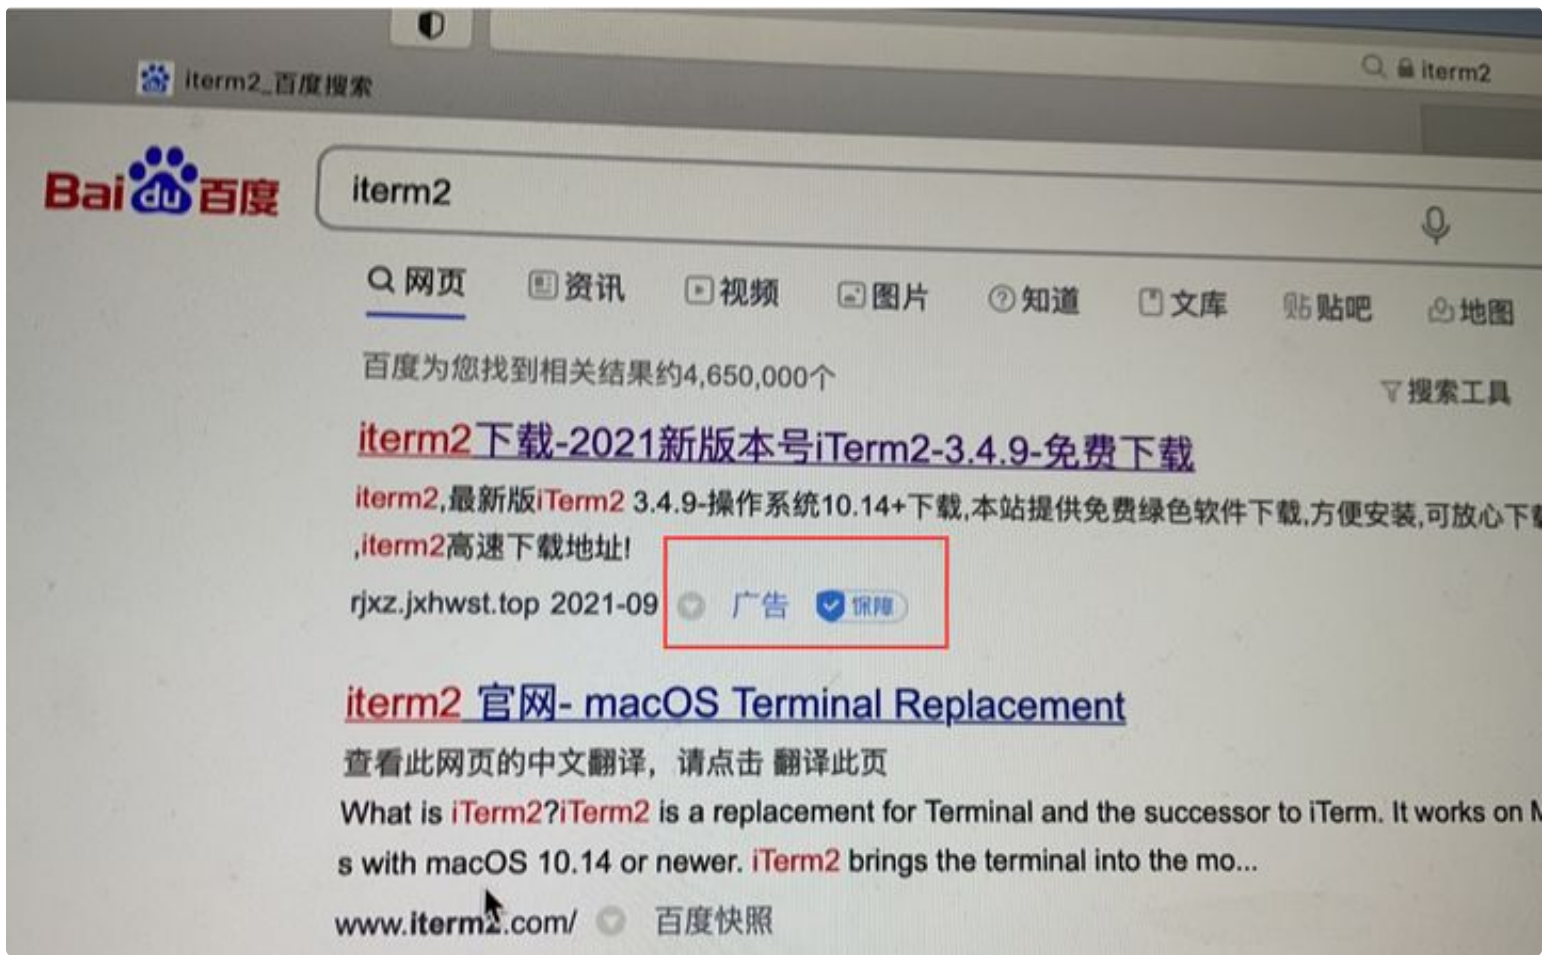 iterm2_百度搜索
iterm2
Bai du 百度
iterm2
网页 资讯 视频 图片 知道 文库 贴吧 地图
百度为您找到相关结果约4,650,000个
搜索工具
iterm2下载-2021新版本号iTerm2-3.4.9-免费下载
iterm2,最新版iTerm2 3.4.9-操作系统10.14+下载,本站提供免费绿色软件下载,方便安装,可放心下载
,iterm2高速下载地址!
rjxz.jxhwst.top 2021-09 广告 保障
iterm2 官网- macOS Terminal Replacement
查看此网页的中文翻译，请点击 翻译此页
What is iTerm2?iTerm2 is a replacement for Terminal and the successor to iTerm. It works on M
s with macOS 10.14 or newer. iTerm2 brings the terminal into the mo...
www.iterm2.com/ 百度快照